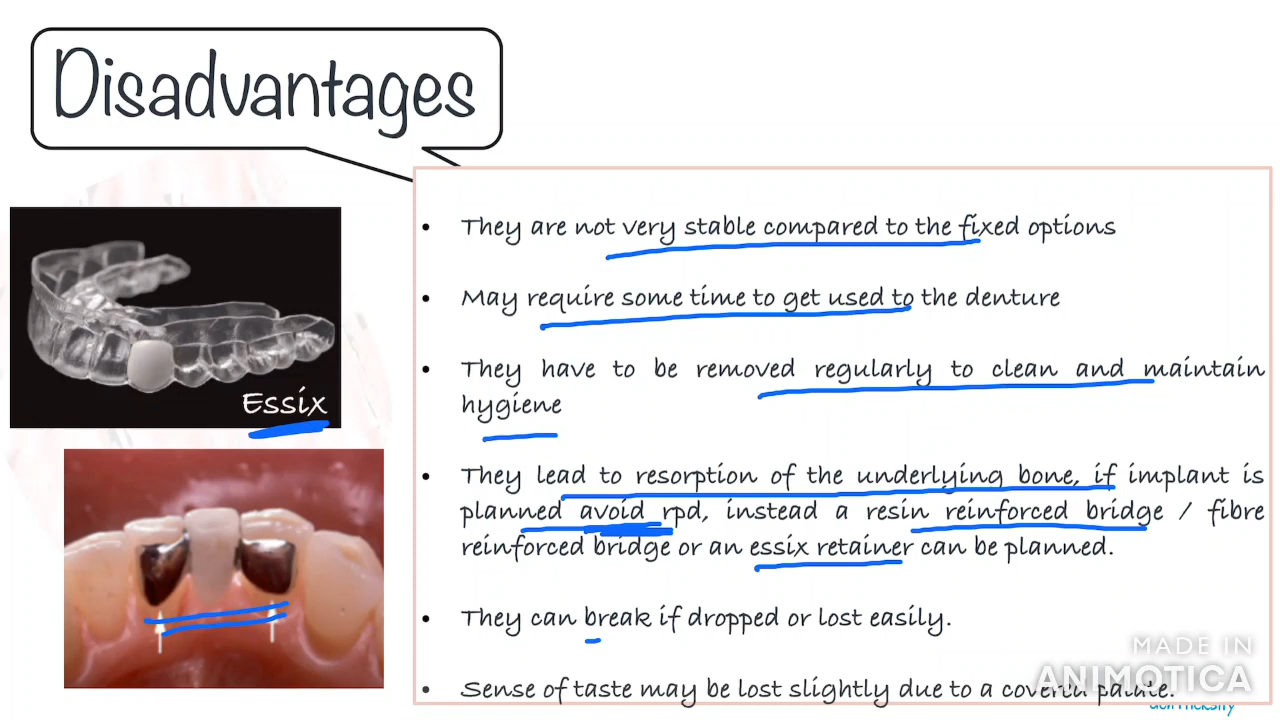 Disadvantages
They are not very stable compared to the fixed options
May require some time to get used to the denture
They have to be removed regularly to clean and maintain
hygiene
Essix
They lead to resorption of the underlying bone, if implant is
planned avoid rpd, instead a resin reinforced bridge / fibre
reinforced bridge or an essix retainer can be planned.
They can break if dropped or lost easily.
MADE IN
ANIMOTICA
Sense of taste may be lost slightly due to a covered palate.